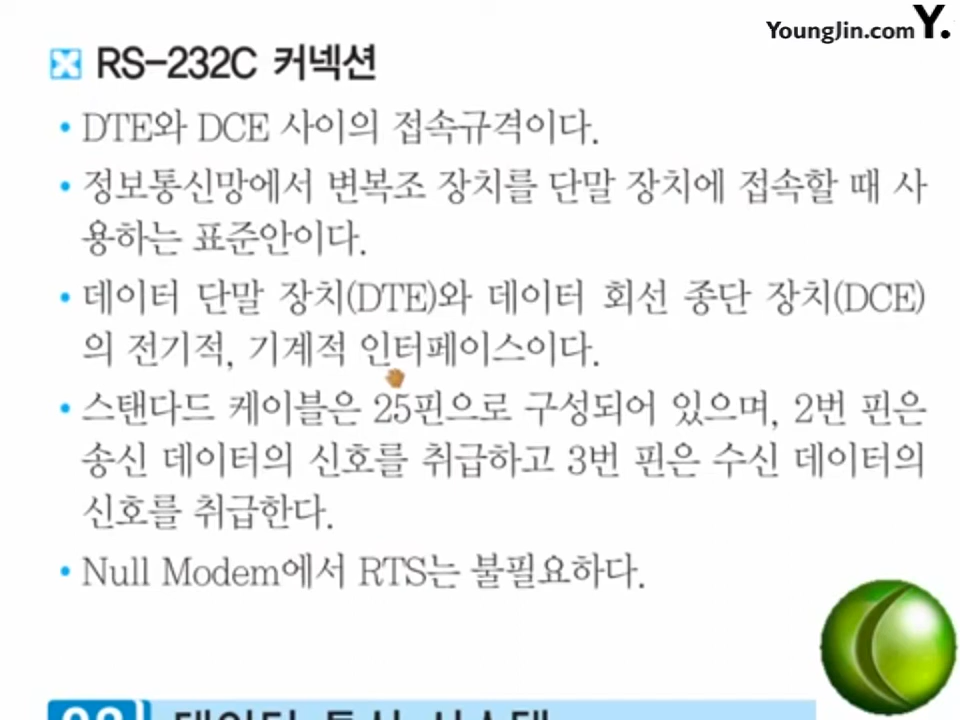 YoungJin.com Y.
RS-232C 커넥션
• DTE와 DCE 사이의 접속규격이다.
• 정보통신망에서 변복조 장치를 단말 장치에 접속할 때 사
용하는 표준안이다.
• 데이터 단말 장치(DTE)와 데이터 회선 종단 장치(DCE)
의 전기적, 기계적 인터페이스이다.
• 스탠다드 케이블은 25핀으로 구성되어 있으며, 2번 핀은
송신 데이터의 신호를 취급하고 3번 핀은 수신 데이터의
신호를 취급한다.
• Null Modem에서 RTS는 불필요하다.
데이터 통신 시스템